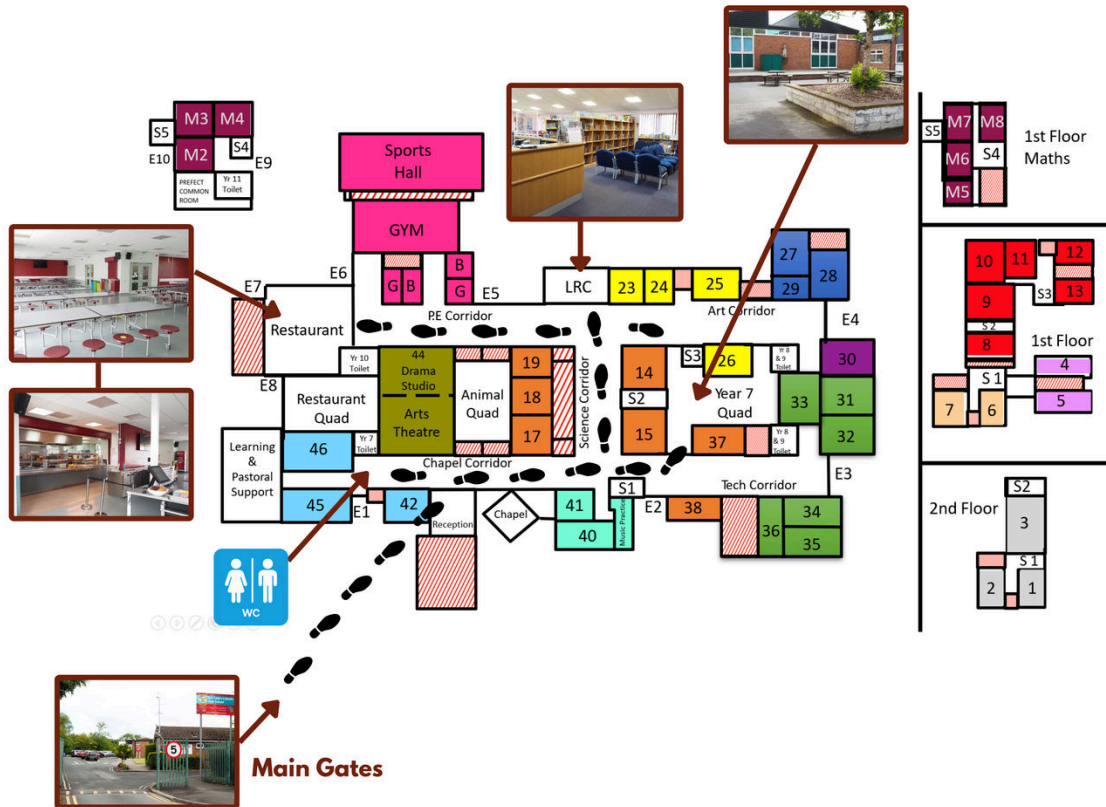 M3
M4
S5
M2
S4
E10
E9
PREFECT
COMMON
ROOM
Yr 11
Toilet
Sports
Hall
GYM
G
B
B
G
E5
E6
E7
P.E Corridor
LRC
23
24
25
27
28
29
Art Corridor
E4
Restaurant
E8
Yr 10
Toilet
44
Drama
Studio
Arts
Theatre
Animal
Quad
19
18
17
Science Corridor
14
S2
15
S3
26
Yr 8
& 9
Toilet
Year 7
Quad
33
30
31
32
37
Yr 8
& 9
Toilet
Restaurant
Quad
46
Yr 7
Toilet
Learning
&
Pastoral
Support
Chapel Corridor
Tech Corridor
E3
45
E1
42
Reception
Chapel
41
40
S1
Music Practice
E2
38
36
34
35
WC
5
Main Gates
M7
M8
S5
M6
S4
M5
1st Floor
Maths
10
11
12
13
S3
9
S 2
8
1st Floor
4
S 1
5
7
6
2nd Floor
S2
3
S 1
2
1